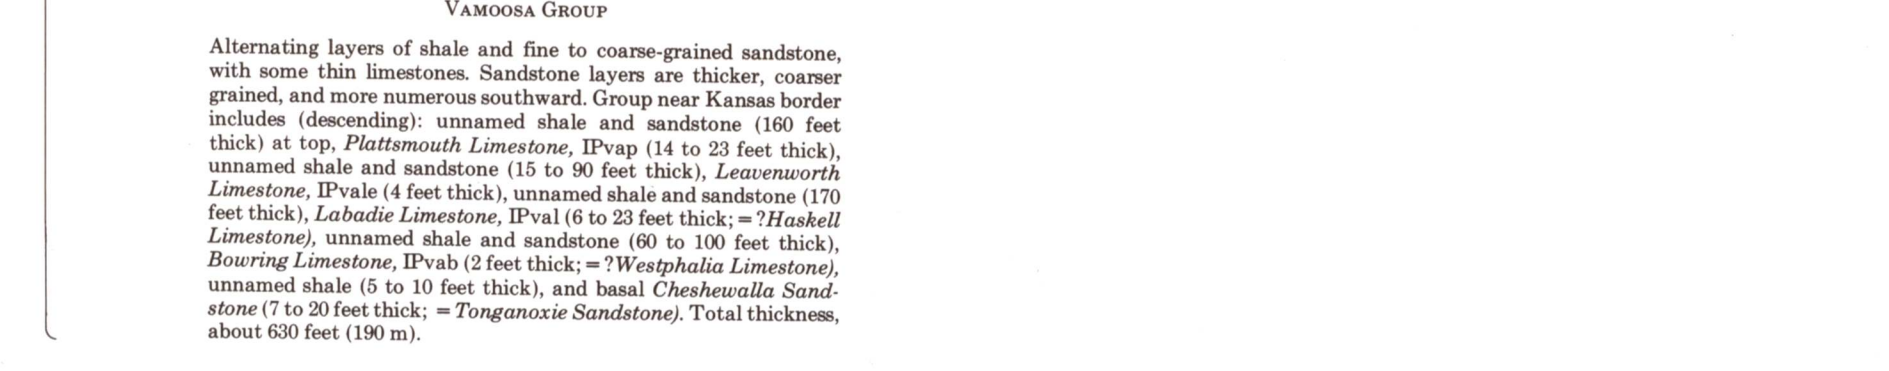 VAMOOSA GROUP
Alternating layers of shale and fine to coarse-grained sandstone,
with some thin limestones. Sandstone layers are thicker, coarser
grained, and more numerous southward. Group near Kansas border
includes (descending): unnamed shale and sandstone (160 feet
thick) at top, Plattsmouth Limestone, IPvap (14 to 23 feet thick),
unnamed shale and sandstone (15 to 90 feet thick), Leavenworth
Limestone, IPvale (4 feet thick), unnamed shale and sandstone (170
feet thick), Labadie Limestone, IPval (6 to 23 feet thick; = ?Haskell
Limestone), unnamed shale and sandstone (60 to 100 feet thick),
Bowring Limestone, IPvab (2 feet thick; = ?Westphalia Limestone),
unnamed shale (5 to 10 feet thick), and basal Cheshewalla Sand-
stone (7 to 20 feet thick; = Tonganoxie Sandstone). Total thickness,
about 630 feet (190 m).